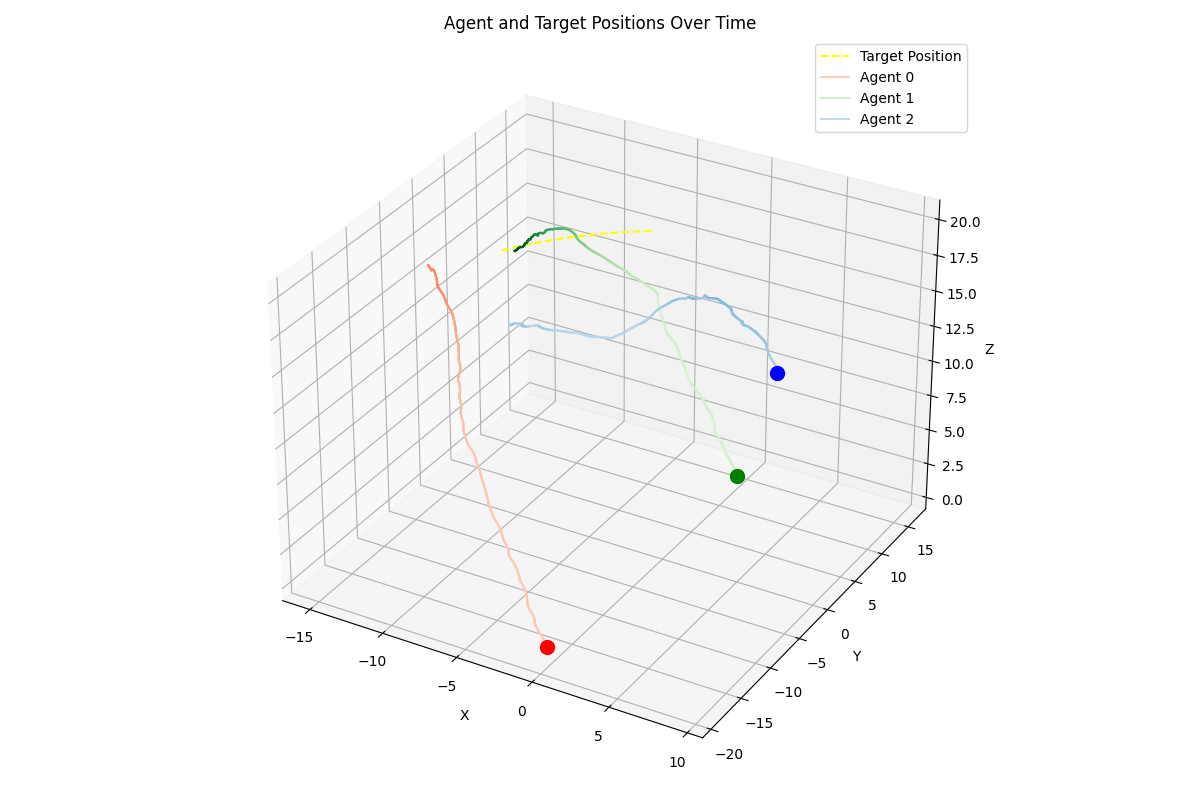 Agent and Target Positions Over Time
Target Position
Agent 0
Agent 1
Agent 2
20.0
17.5
15.0
12.5
10.0
7.5
5.0
2.5
0.0
Z
15
10
5
0
−5
−10
−15
−20
Y
−15
−10
−5
0
5
10
X